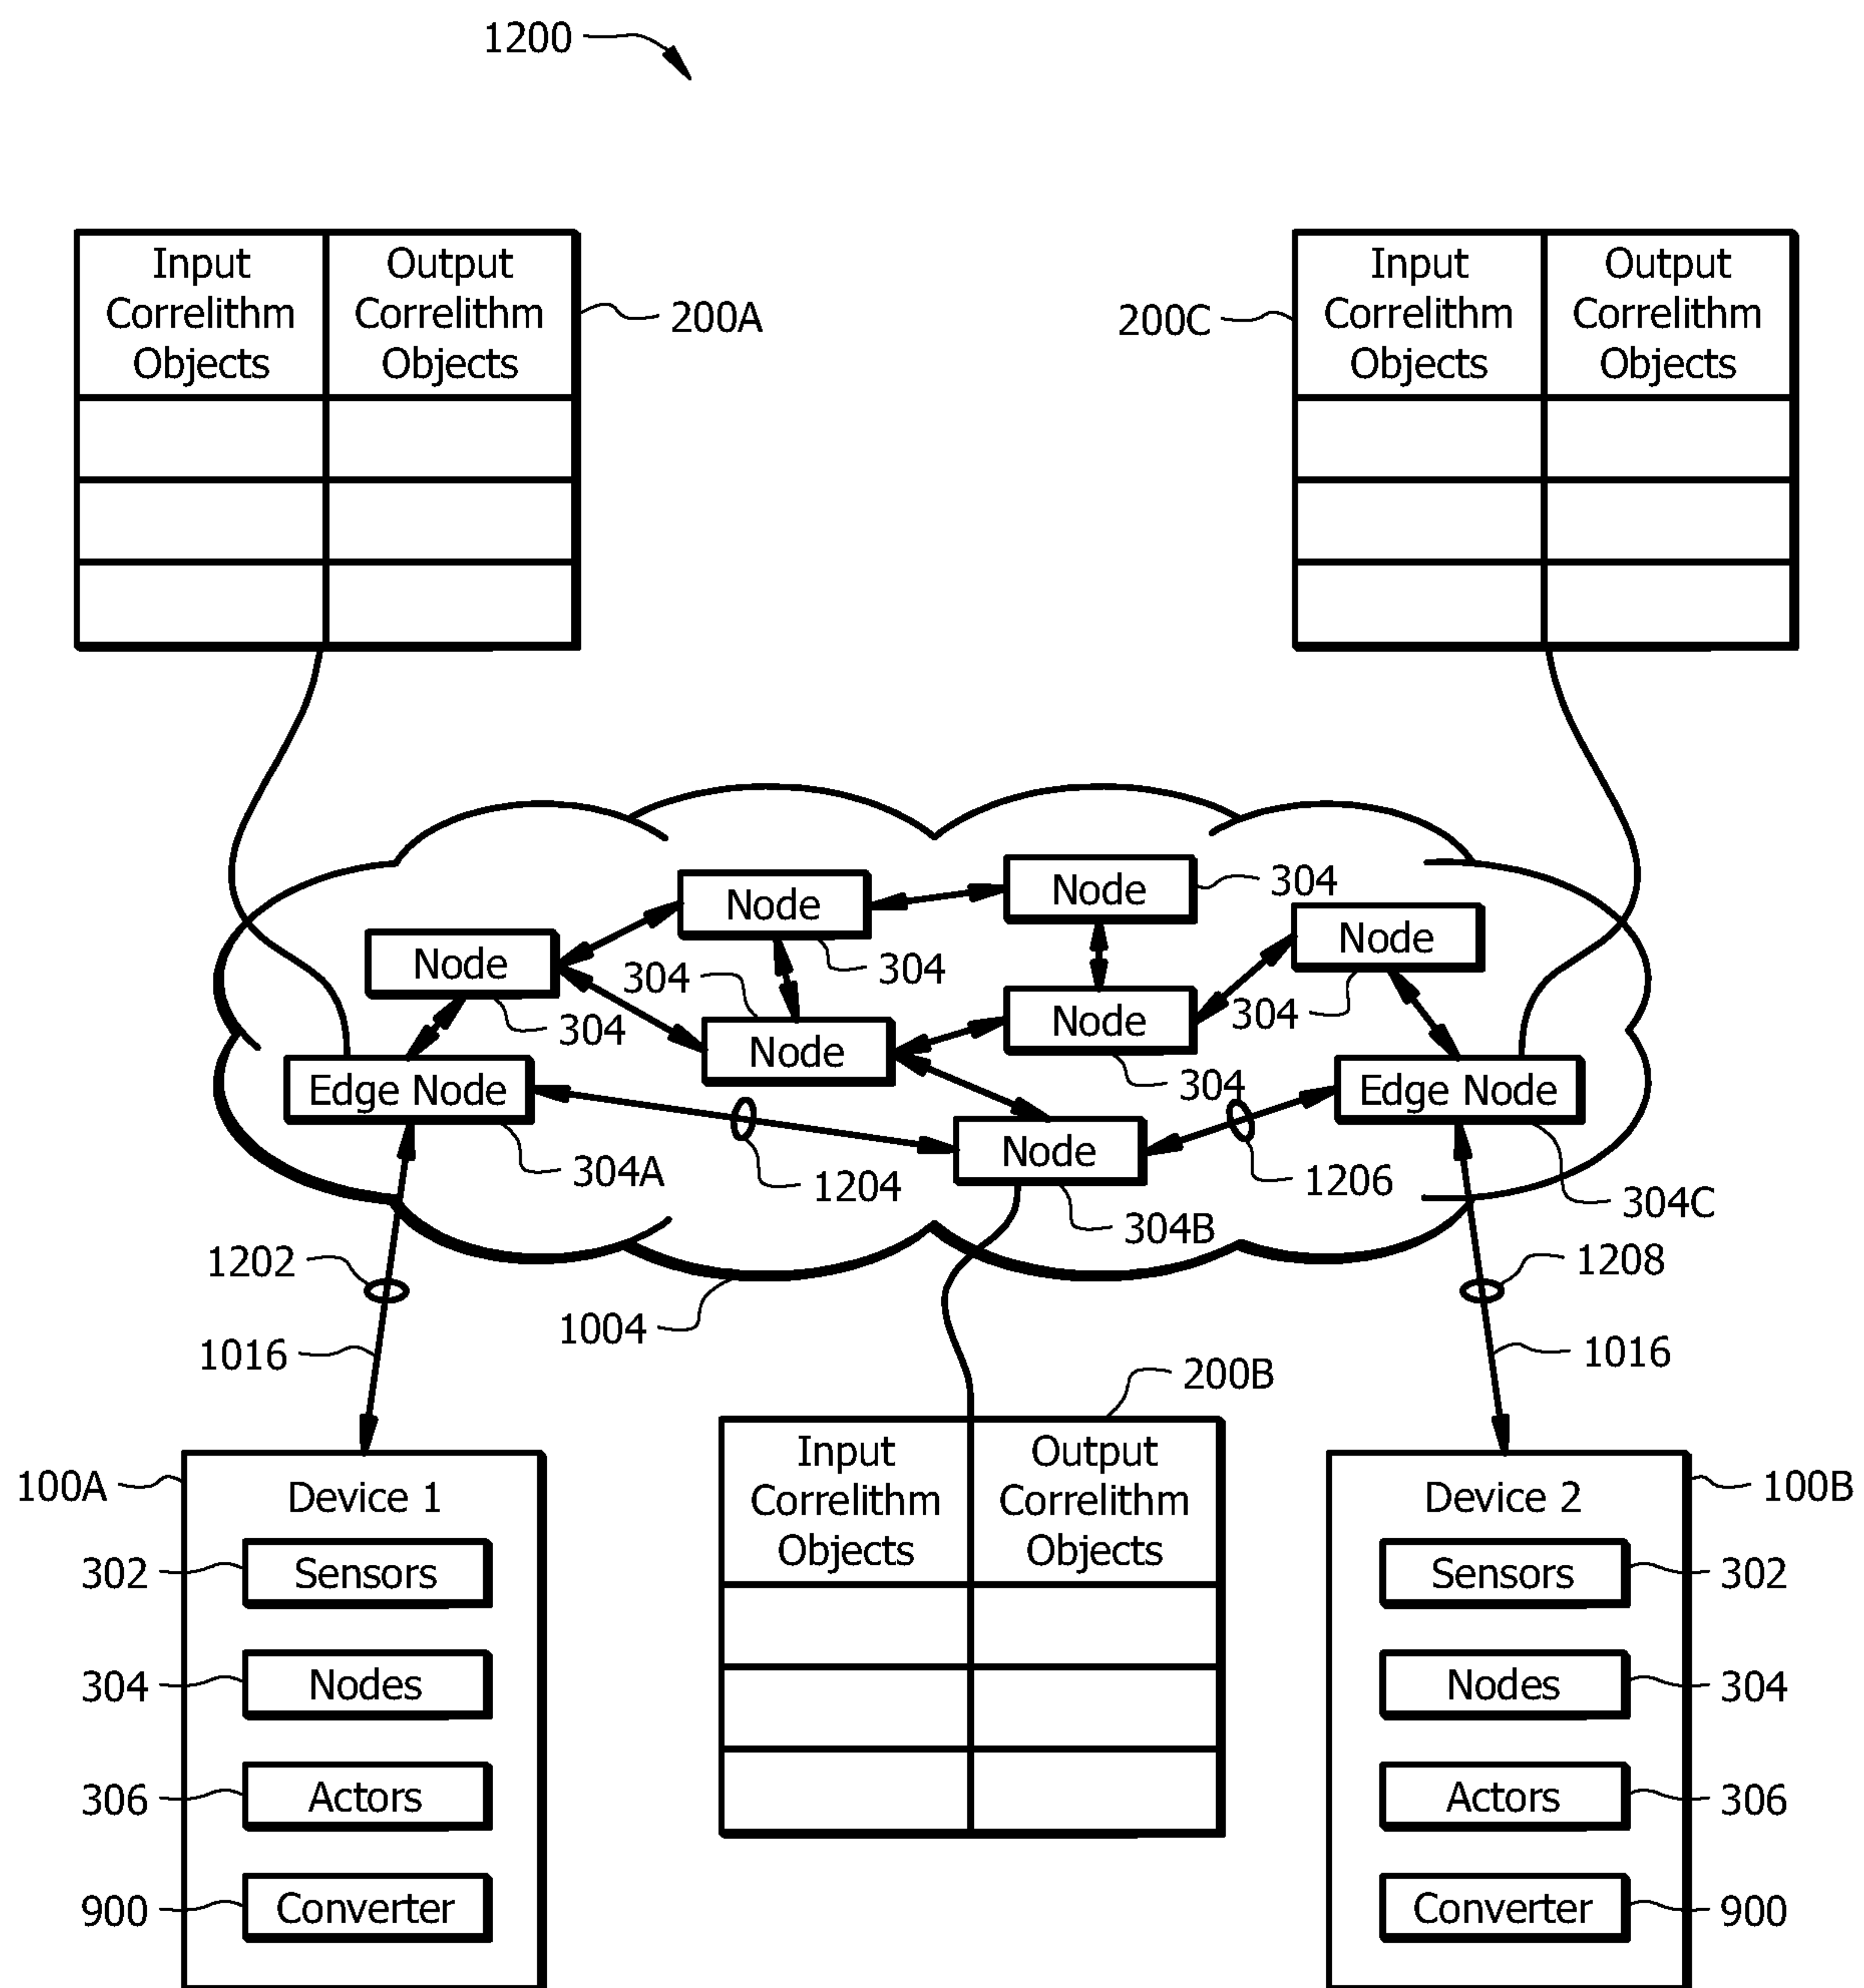 1200
Input
Correlithm
Objects
Output
Correlithm
Objects
200A
200C
Input
Correlithm
Objects
Output
Correlithm
Objects
Node
304
Node
304
Node
304
Node
304
304
Node
Node
304
304
Node
Edge Node
304A
Edge Node
304C
1204
Node
304B
1206
1202
1208
1004
1016
1016
200B
100A
Device 1
302
Sensors
304
Nodes
306
Actors
900
Converter
Input
Correlithm
Objects
Output
Correlithm
Objects
Device 2
100B
Sensors
302
Nodes
304
Actors
306
Converter
900